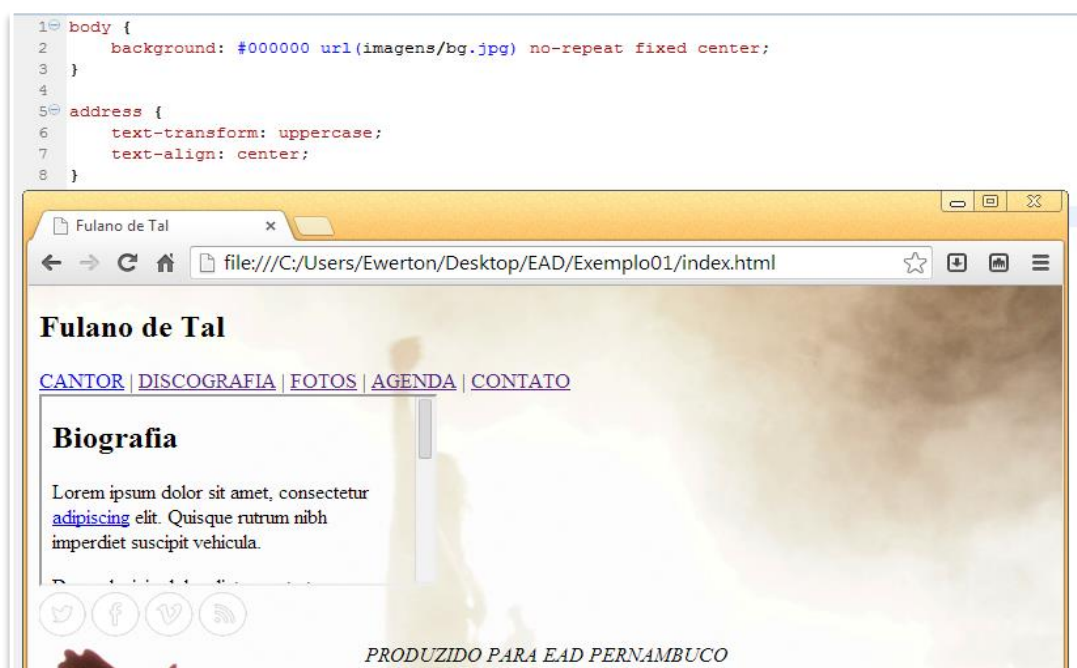 1 body {
2 background: #000000 url(imagens/bg.jpg) no-repeat fixed center;
3 }
4
5 address {
6 text-transform: uppercase;
7 text-align: center;
8 }
Fulano de Tal
file:///C:/Users/Ewerton/Desktop/EAD/Exemplo01/index.html
Fulano de Tal
CANTOR | DISCOGRAFIA | FOTOS | AGENDA | CONTATO
Biografia
Lorem ipsum dolor sit amet, consectetur
adipiscing elit. Quisque rutrum nibh
imperdiet suscipit vehicula.
PRODUZIDO PARA EAD PERNAMBUCO